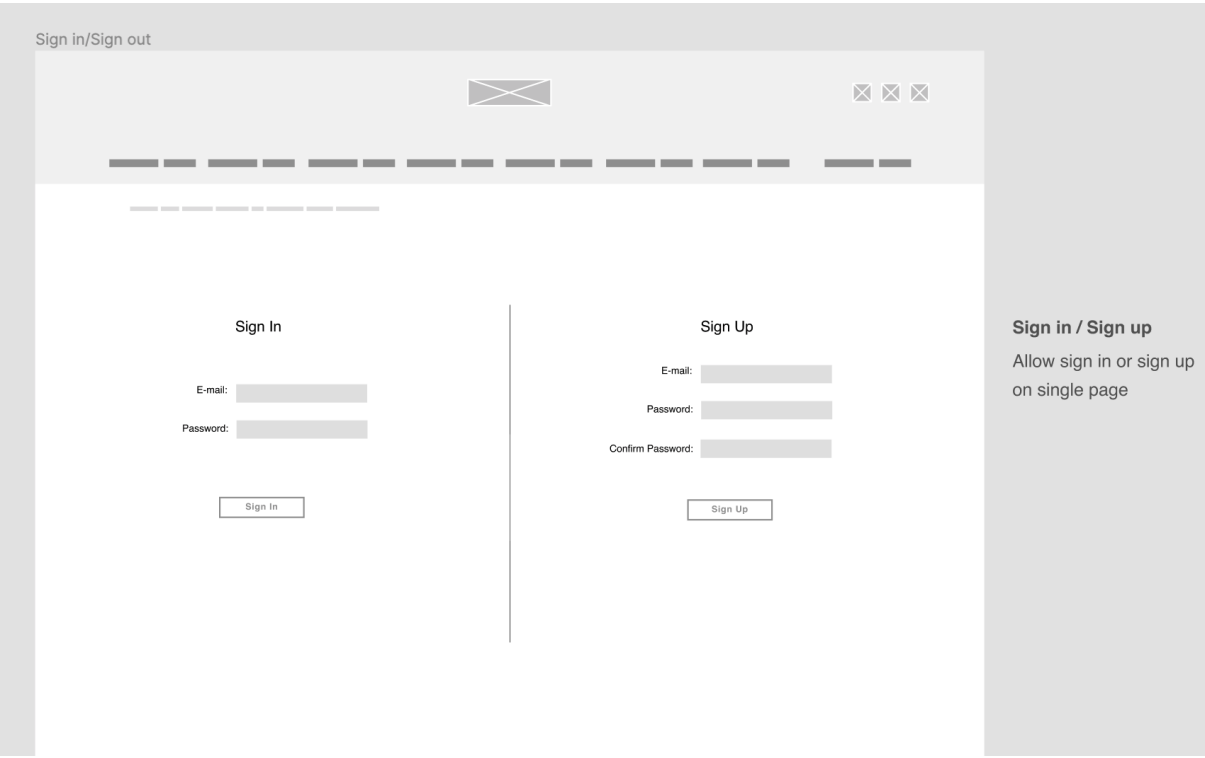 Sign in/Sign out
Sign In
E-mail:
Password:
Sign In
Sign Up
E-mail:
Password:
Confirm Password:
Sign Up
Sign in / Sign up
Allow sign in or sign up
on single page